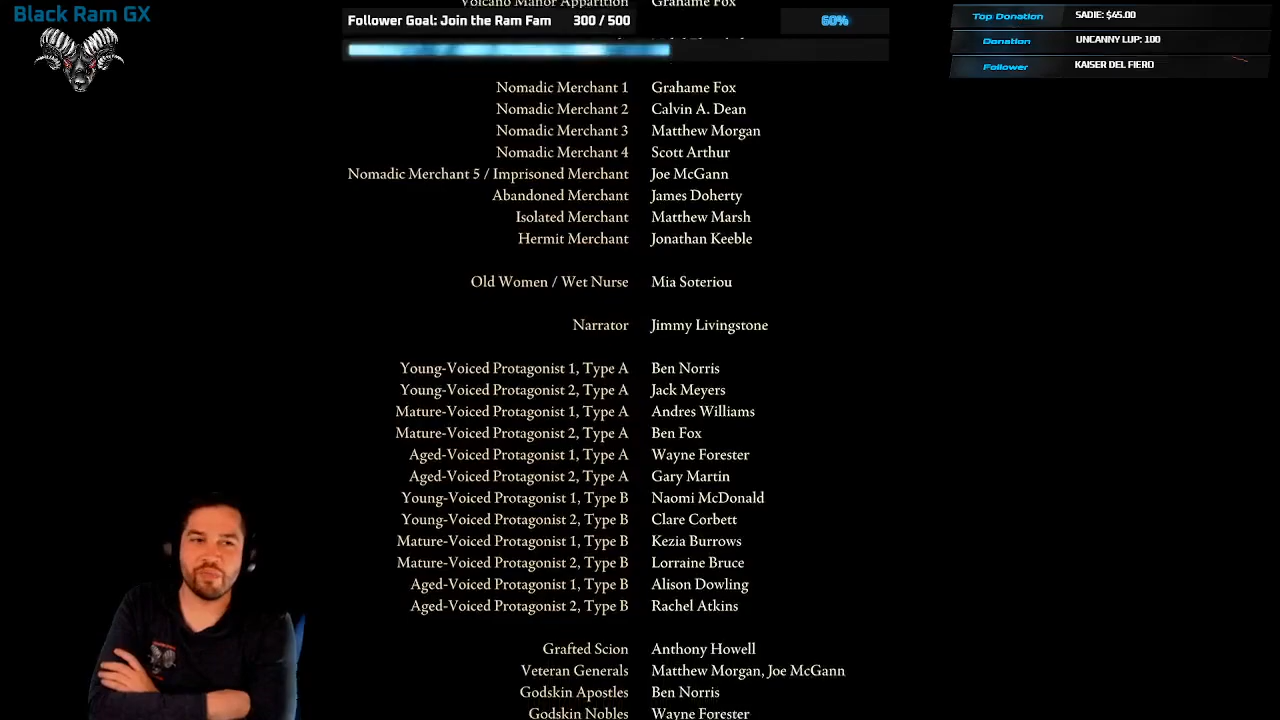 Black Ram GX
Volcano Manor Apparition Grahame Fox
Follower Goal: Join the Ram Fam 300 / 500 60%
Top Donation SADIE: $45.00
Donation UNCANNY LUP: 100
Follower KAISER DEL FIERO
Nomadic Merchant 1 Grahame Fox
Nomadic Merchant 2 Calvin A. Dean
Nomadic Merchant 3 Matthew Morgan
Nomadic Merchant 4 Scott Arthur
Nomadic Merchant 5 / Imprisoned Merchant Joe McGann
Abandoned Merchant James Doherty
Isolated Merchant Matthew Marsh
Hermit Merchant Jonathan Keeble
Old Women / Wet Nurse Mia Soteriou
Narrator Jimmy Livingstone
Young-Voiced Protagonist 1, Type A Ben Norris
Young-Voiced Protagonist 2, Type A Jack Meyers
Mature-Voiced Protagonist 1, Type A Andres Williams
Mature-Voiced Protagonist 2, Type A Ben Fox
Aged-Voiced Protagonist 1, Type A Wayne Forester
Aged-Voiced Protagonist 2, Type A Gary Martin
Young-Voiced Protagonist 1, Type B Naomi McDonald
Young-Voiced Protagonist 2, Type B Clare Corbett
Mature-Voiced Protagonist 1, Type B Kezia Burrows
Mature-Voiced Protagonist 2, Type B Lorraine Bruce
Aged-Voiced Protagonist 1, Type B Alison Dowling
Aged-Voiced Protagonist 2, Type B Rachel Atkins
Grafted Scion Anthony Howell
Veteran Generals Matthew Morgan, Joe McGann
Godskin Apostles Ben Norris
Godskin Nobles Wayne Forester